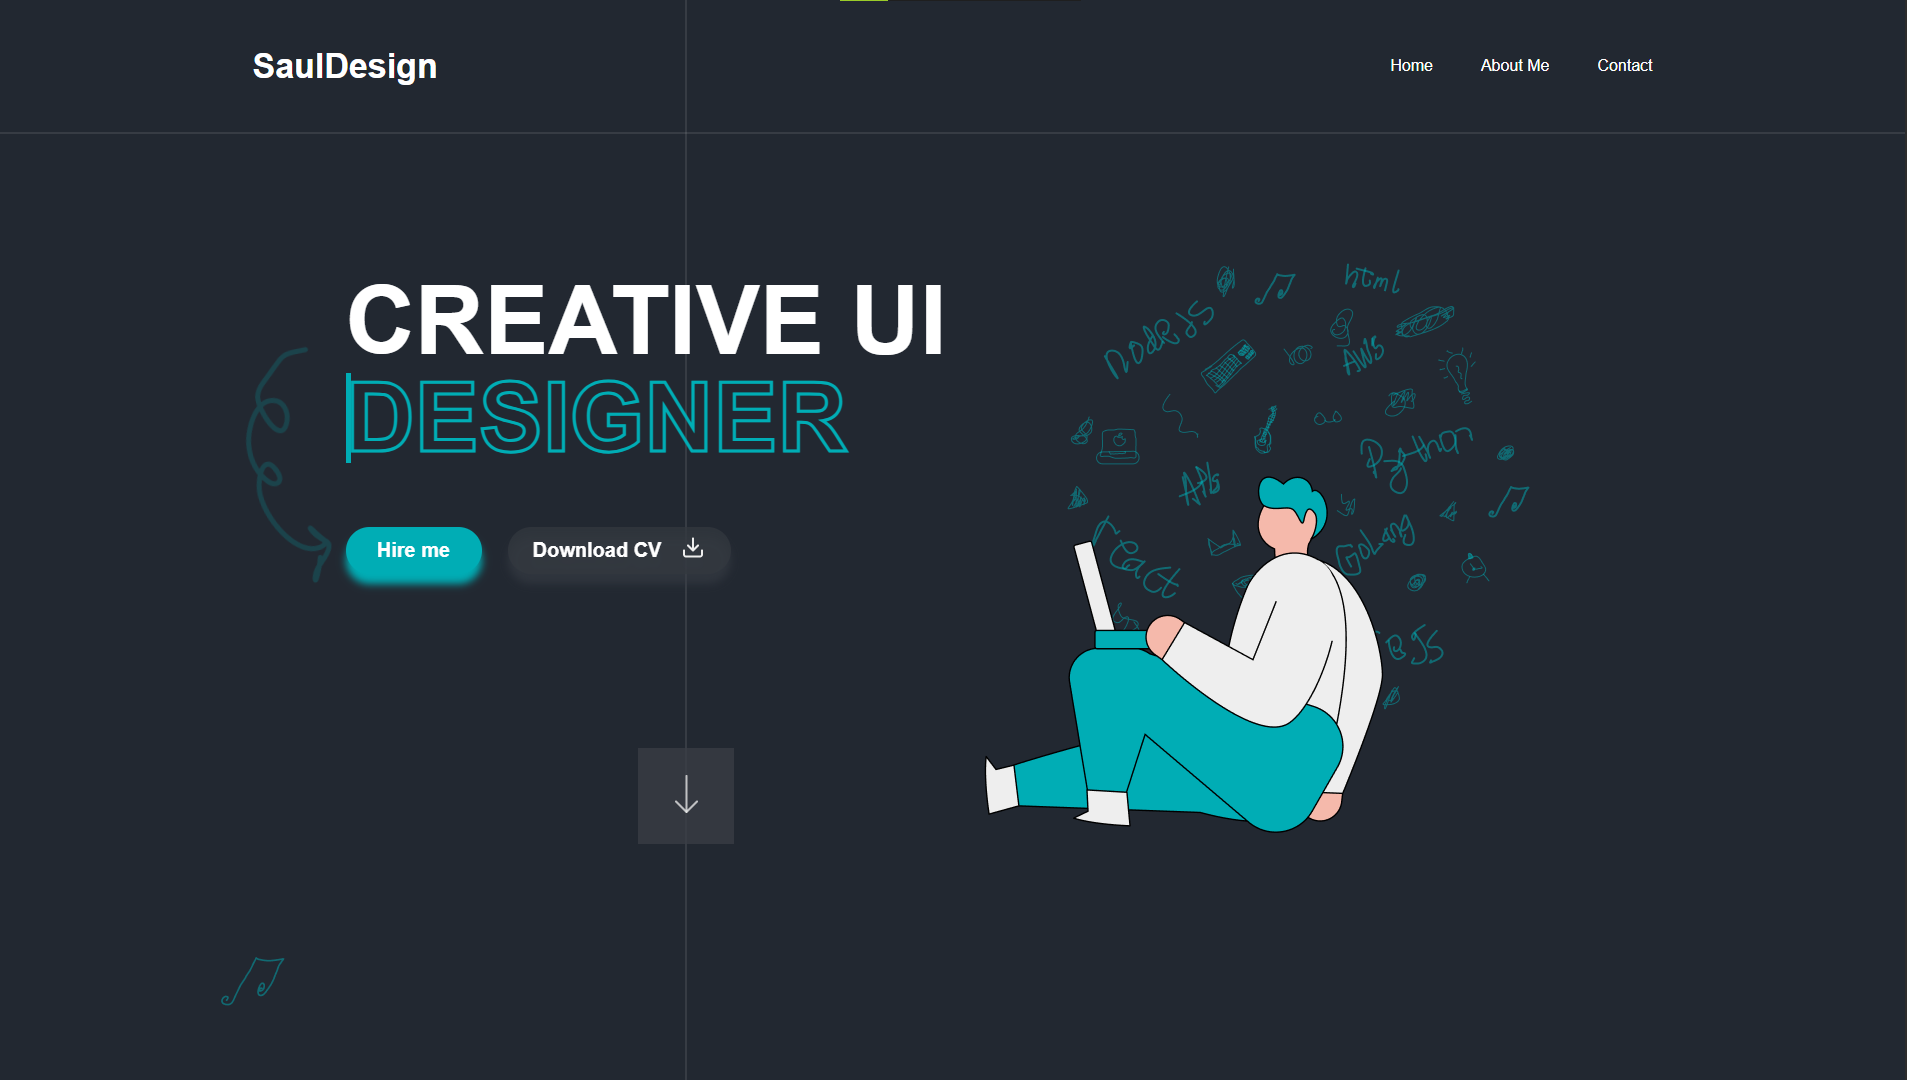 SaulDesign
Home
About Me
Contact
CREATIVE UI
DESIGNER
Hire me
Download CV
html
NodeJS
AWS
Python
APIs
GoLang
React
JS